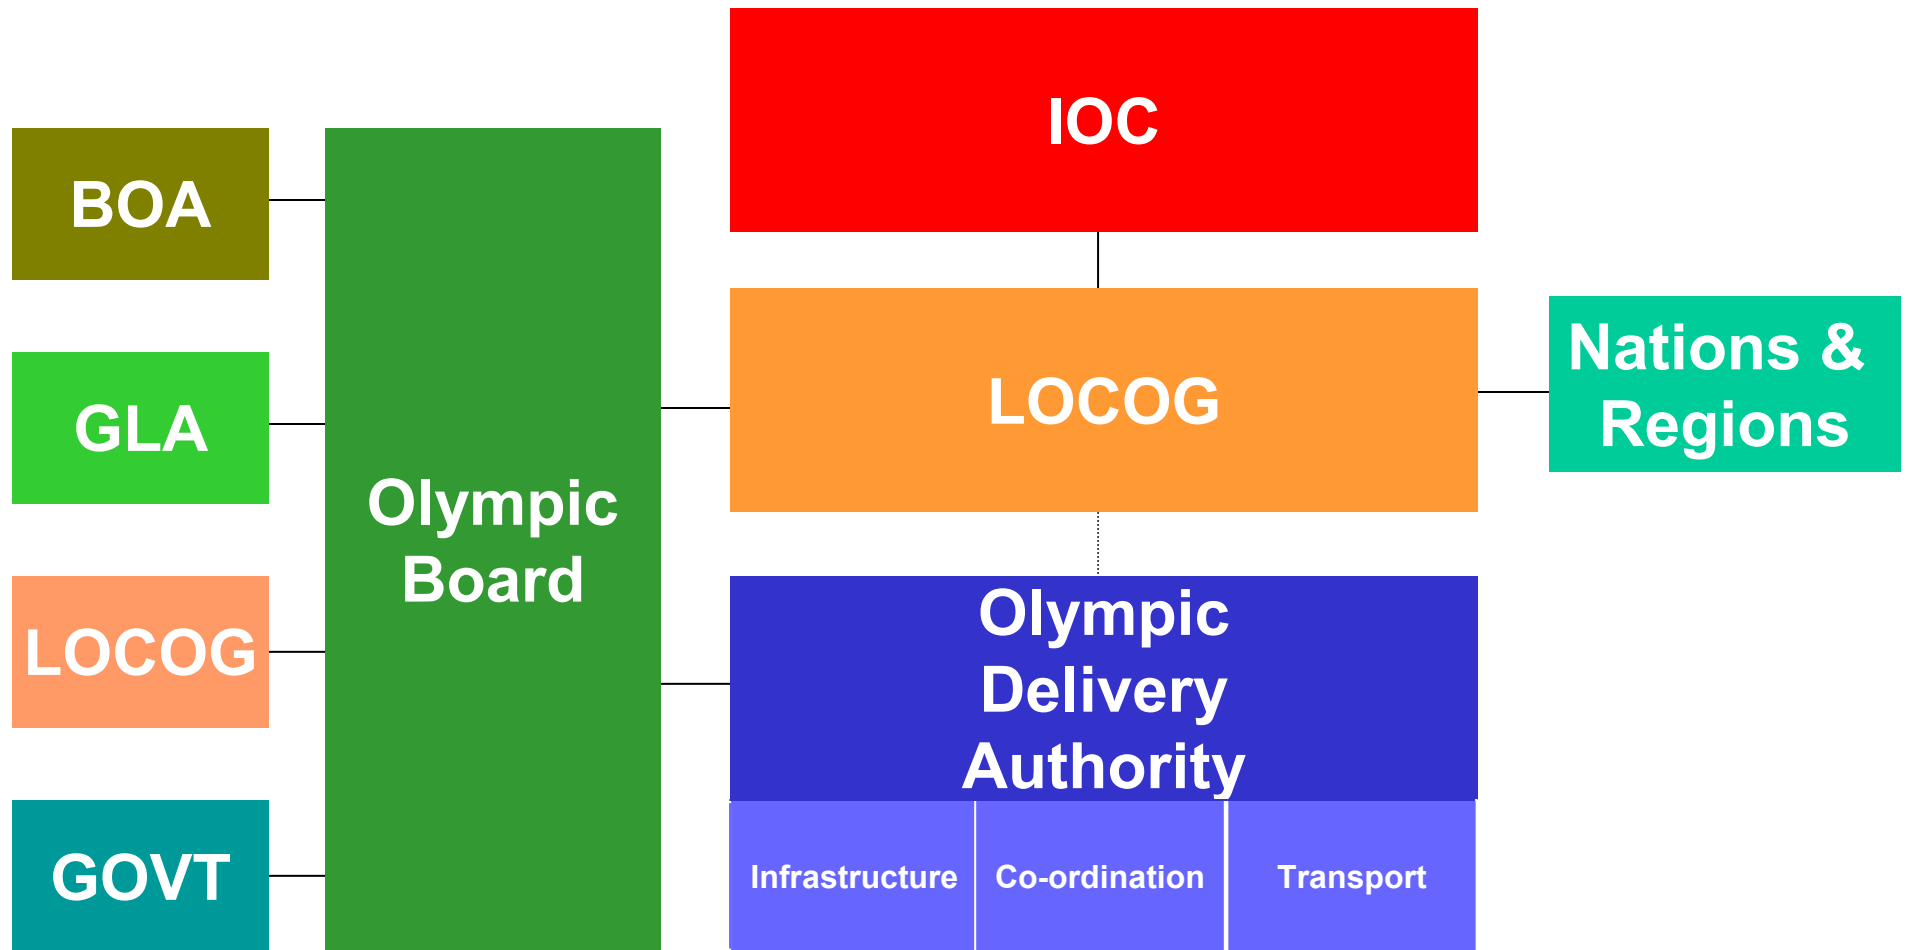 IOC
BOA
GLA
LOCOG
GOVT
Olympic
Board
LOCOG
Nations &
Regions
Olympic
Delivery
Authority
Infrastructure
Co-ordination
Transport